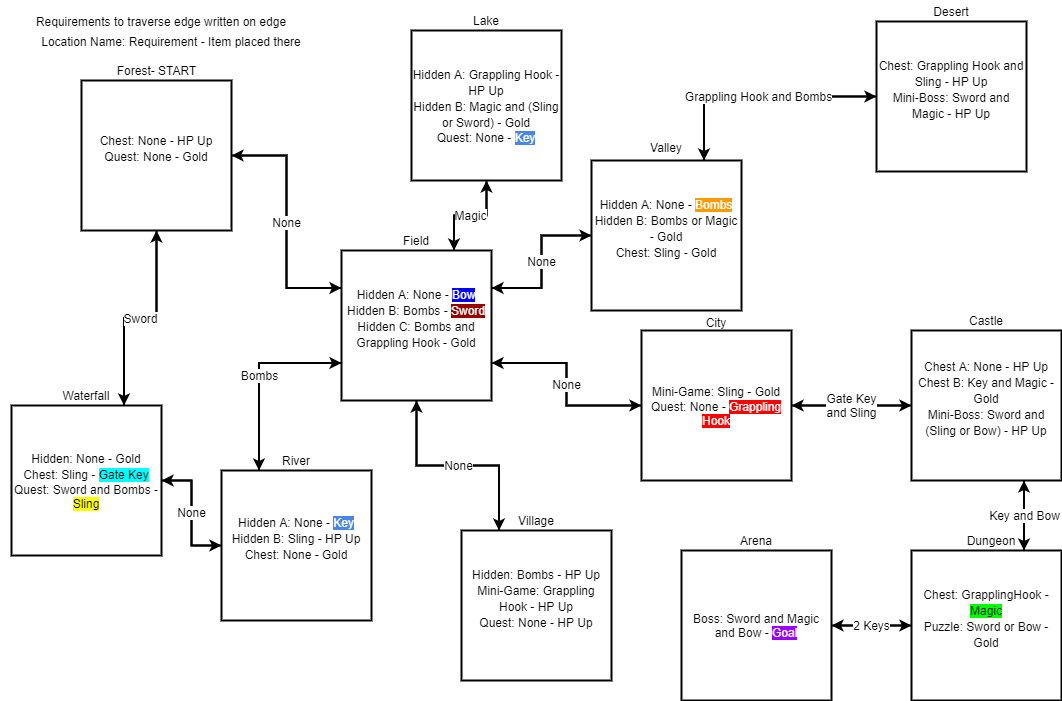 Requirements to traverse edge written on edge
Location Name: Requirement - Item placed there
Forest- START
Chest: None - HP Up
Quest: None - Gold
Lake
Hidden A: Grappling Hook -
HP Up
Hidden B: Magic and (Sling
or Sword) - Gold
Quest: None - Key
Desert
Chest: Grappling Hook and
Sling - HP Up
Mini-Boss: Sword and
Magic - HP Up
Grappling Hook and Bombs
Valley
Hidden A: None - Bombs
Hidden B: Bombs or Magic
- Gold
Chest: Sling - Gold
Magic
None
None
Field
Hidden A: None - Bow
Hidden B: Bombs - Sword
Hidden C: Bombs and
Grappling Hook - Gold
Sword
Bombs
None
None
City
Mini-Game: Sling - Gold
Quest: None - Grappling
Hook
Gate Key
and Sling
Castle
Chest A: None - HP Up
Chest B: Key and Magic -
Gold
Mini-Boss: Sword and
(Sling or Bow) - HP Up
Waterfall
Hidden: None - Gold
Chest: Sling - Gate Key
Quest: Sword and Bombs -
Sling
None
River
Hidden A: None - Key
Hidden B: Sling - HP Up
Chest: None - Gold
Village
Hidden: Bombs - HP Up
Mini-Game: Grappling
Hook - HP Up
Quest: None - HP Up
Key and Bow
Arena
Boss: Sword and Magic
and Bow - Goal
2 Keys
Dungeon
Chest: GrapplingHook -
Magic
Puzzle: Sword or Bow -
Gold